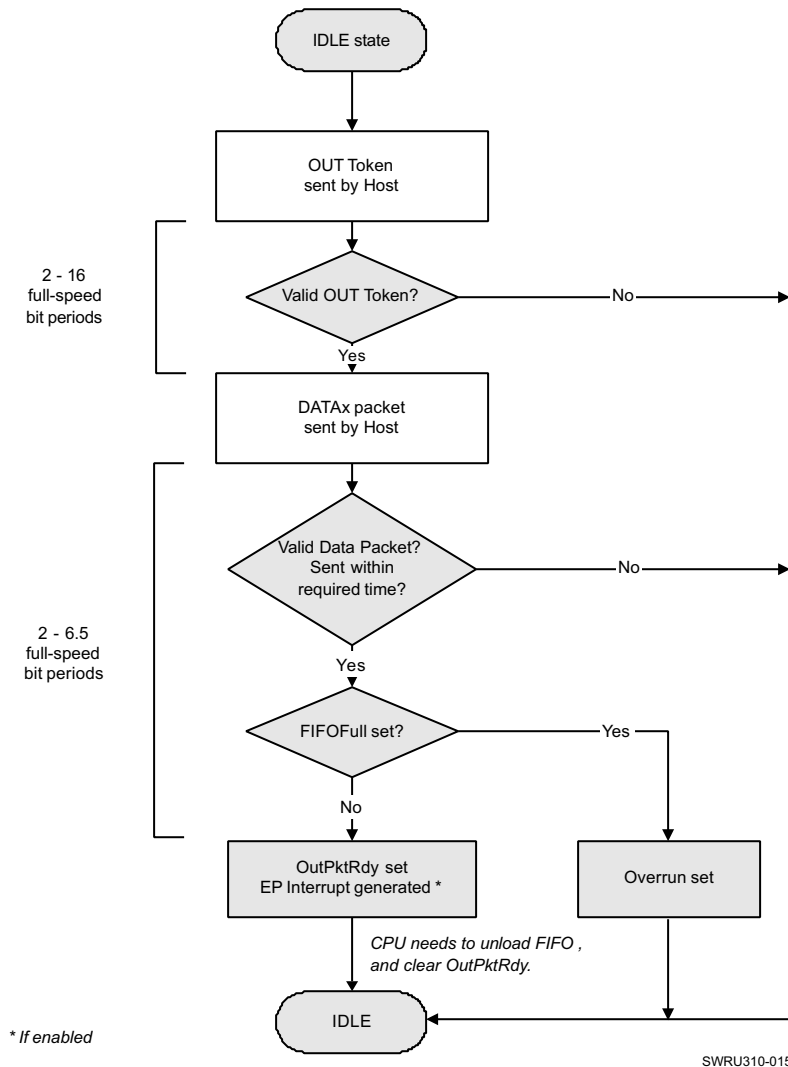 IDLE state
OUT Token
sent by Host
2 - 16
full-speed
bit periods
Valid OUT Token?
No
Yes
DATAx packet
sent by Host
Valid Data Packet?
Sent within
required time?
No
2 - 6.5
full-speed
bit periods
Yes
FIFOFull set?
Yes
No
OutPktRdy set
EP Interrupt generated *
Overrun set
CPU needs to unload FIFO ,
and clear OutPktRdy.
IDLE
* If enabled
SWRU310-015